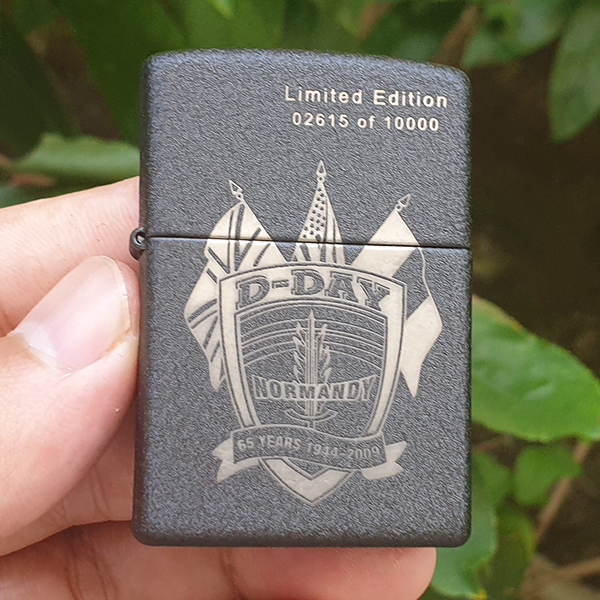 Limited Edition
02615 of 10000
D-DAY
NORMANDY
65 YEARS 1944-2009